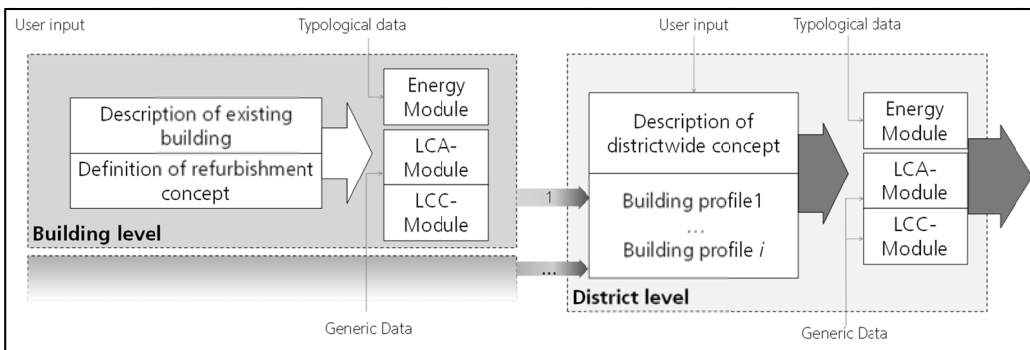 User input
Typological data
Energy
Module
Description of existing
building
Definition of refurbishment
concept
LCA-
Module
LCC-
Module
Building level
Generic Data
1
...
User input
Typological data
Description of
districtwide concept
Building profile1
...
Building profile i
Energy
Module
LCA-
Module
LCC-
Module
District level
Generic Data